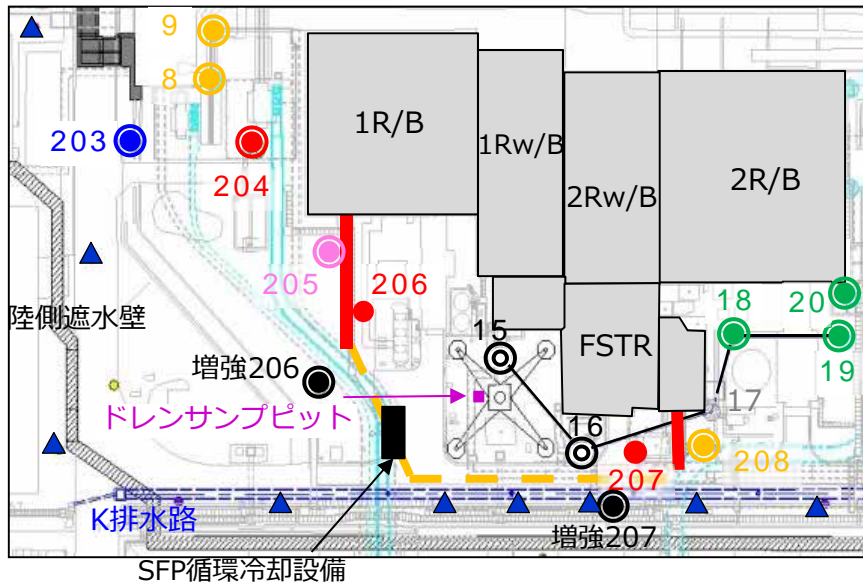 9
8
203
204
1R/B
1Rw/B
2Rw/B
2R/B
205
206
20
18
15
陸側遮水壁
FSTR
19
増強206
ドレンサンプピット
17
16
208
207
K排水路
増強207
SFP循環冷却設備